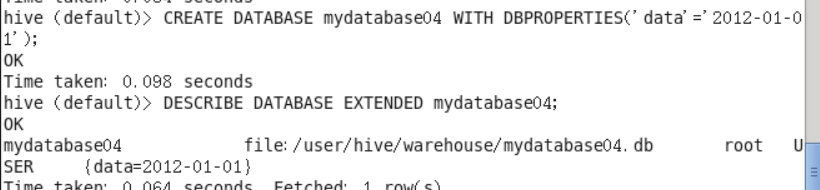 Time taken: 0.084 seconds
hive (default)> CREATE DATABASE mydatabase04 WITH DBPROPERTIES('data'='2012-01-0
1');
OK
Time taken: 0.098 seconds
hive (default)> DESCRIBE DATABASE EXTENDED mydatabase04;
OK
mydatabase04 file:/user/hive/warehouse/mydatabase04.db root U
SER {data=2012-01-01}
Time taken: 0.064 seconds, Fetched: 1 row(s)